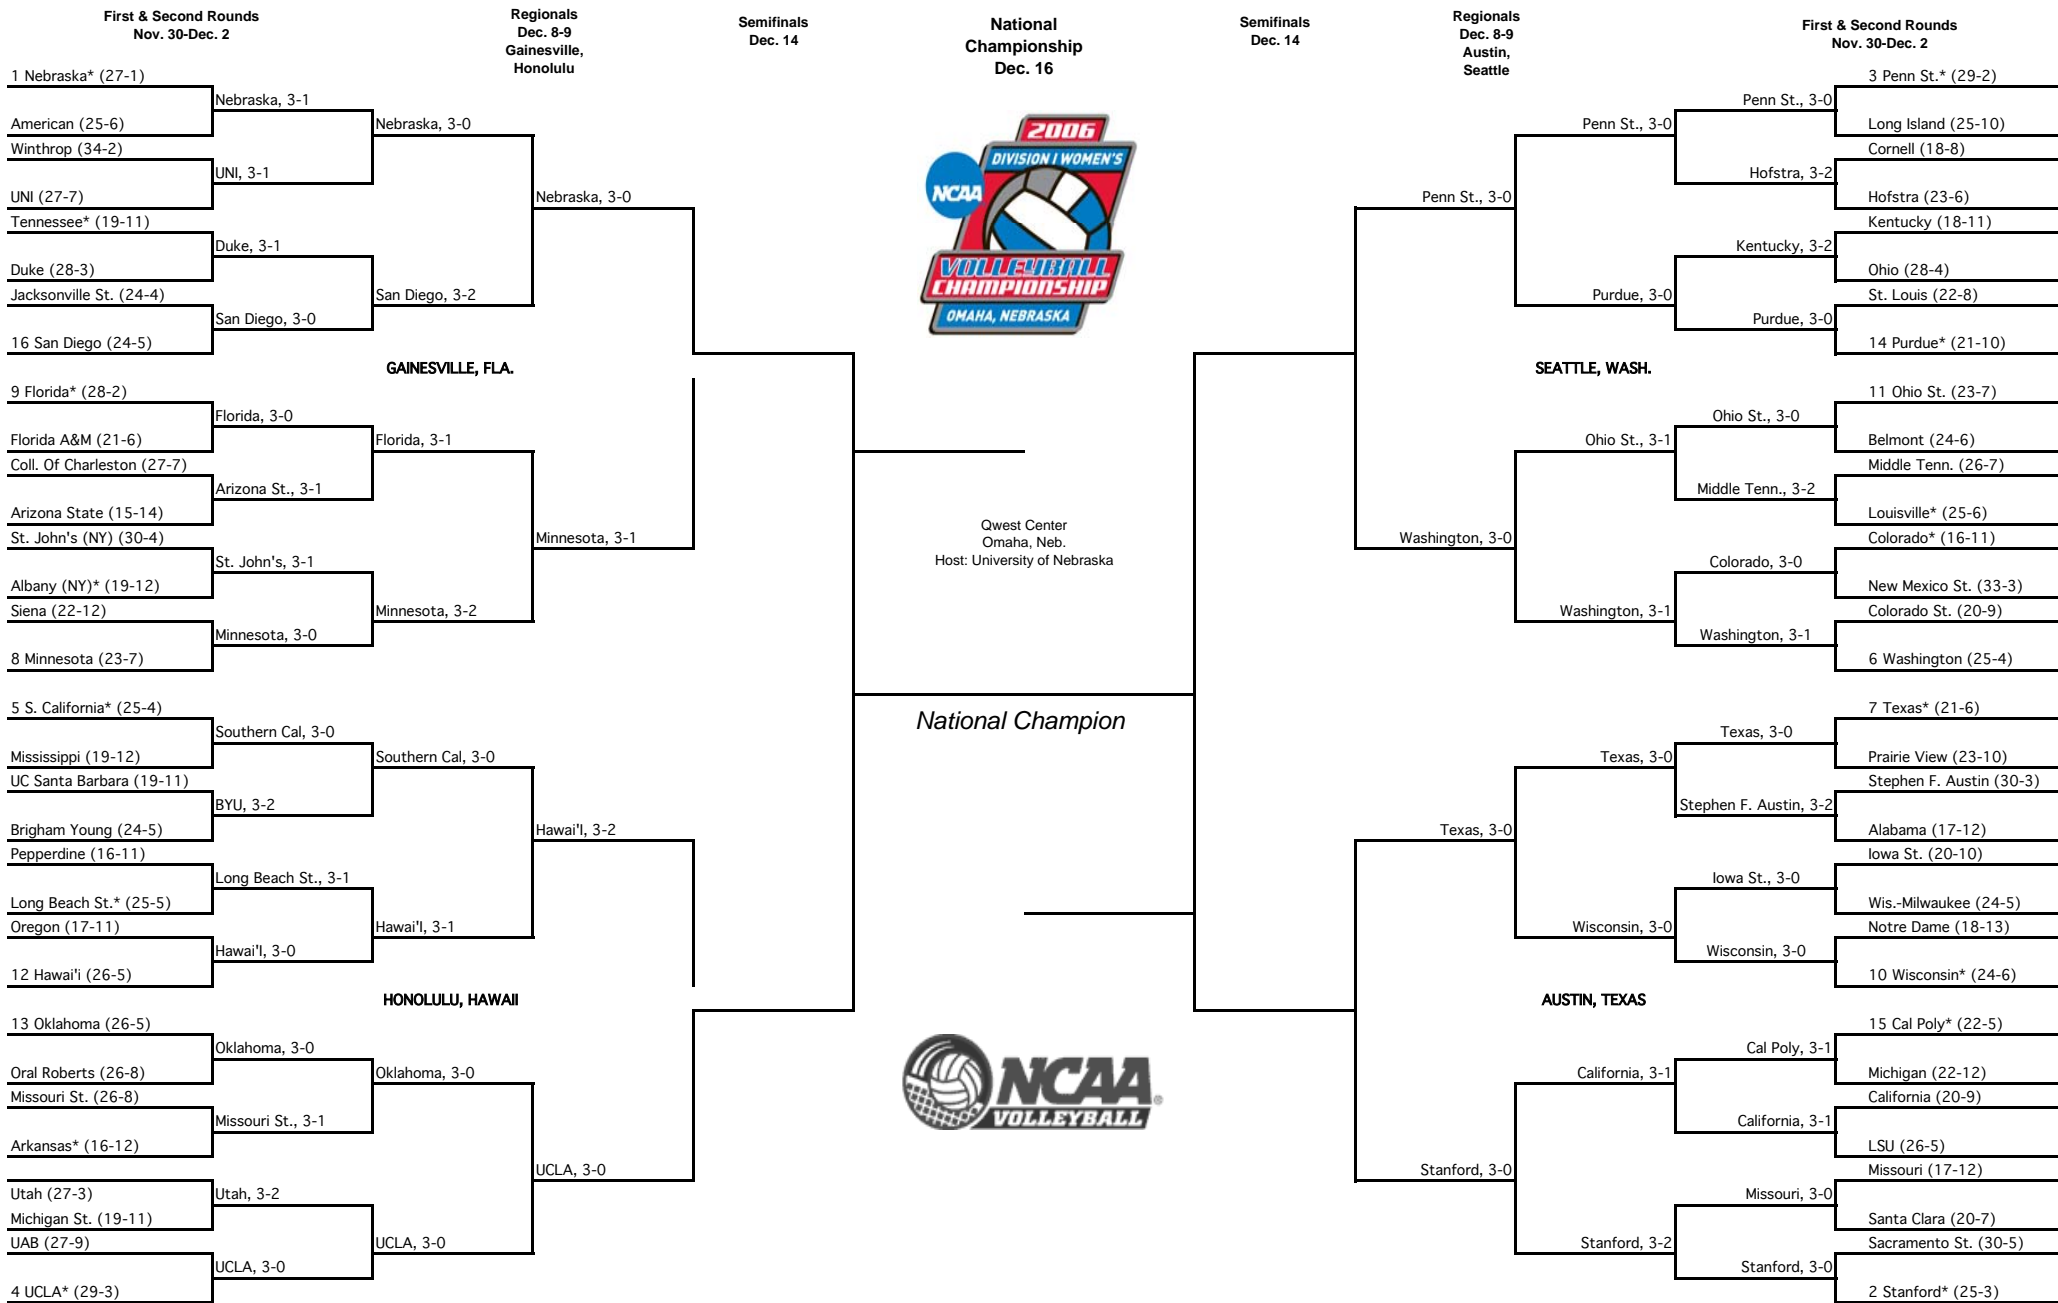 First & Second Rounds
Nov. 30-Dec. 2
Regionals
Dec. 8-9
Gainesville,
Honolulu
Semifinals
Dec. 14
National
Championship
Dec. 16
Semifinals
Dec. 14
Regionals
Dec. 8-9
Austin,
Seattle
First & Second Rounds
Nov. 30-Dec. 2
1 Nebraska* (27-1)
American (25-6)
Winthrop (34-2)
UNI (27-7)
Tennessee* (19-11)
Duke (28-3)
Jacksonville St. (24-4)
16 San Diego (24-5)
Nebraska, 3-1
UNI, 3-1
Duke, 3-1
San Diego, 3-0
Nebraska, 3-0
San Diego, 3-2
Nebraska, 3-0
GAINESVILLE, FLA.
9 Florida* (28-2)
Florida A&M (21-6)
Coll. Of Charleston (27-7)
Arizona State (15-14)
St. John's (NY) (30-4)
Albany (NY)* (19-12)
Siena (22-12)
8 Minnesota (23-7)
Florida, 3-0
Arizona St., 3-1
St. John's, 3-1
Minnesota, 3-0
Florida, 3-1
Minnesota, 3-2
Minnesota, 3-1
5 S. California* (25-4)
Mississippi (19-12)
UC Santa Barbara (19-11)
Brigham Young (24-5)
Pepperdine (16-11)
Long Beach St.* (25-5)
Oregon (17-11)
12 Hawai'i (26-5)
Southern Cal, 3-0
BYU, 3-2
Long Beach St., 3-1
Hawai'I, 3-0
Southern Cal, 3-0
Hawai'I, 3-1
Hawai'I, 3-2
HONOLULU, HAWAII
13 Oklahoma (26-5)
Oral Roberts (26-8)
Missouri St. (26-8)
Arkansas* (16-12)
Utah (27-3)
Michigan St. (19-11)
UAB (27-9)
4 UCLA* (29-3)
Oklahoma, 3-0
Missouri St., 3-1
Utah, 3-2
UCLA, 3-0
Oklahoma, 3-0
UCLA, 3-0
UCLA, 3-0
2006
DIVISION I WOMEN'S
NCAA
VOLLEYBALL
CHAMPIONSHIP
OMAHA, NEBRASKA
Qwest Center
Omaha, Neb.
Host: University of Nebraska
National Champion
NCAA
VOLLEYBALL
®
3 Penn St.* (29-2)
Long Island (25-10)
Cornell (18-8)
Hofstra (23-6)
Kentucky (18-11)
Ohio (28-4)
St. Louis (22-8)
14 Purdue* (21-10)
Penn St., 3-0
Hofstra, 3-2
Kentucky, 3-2
Purdue, 3-0
Penn St., 3-0
Purdue, 3-0
Penn St., 3-0
SEATTLE, WASH.
11 Ohio St. (23-7)
Belmont (24-6)
Middle Tenn. (26-7)
Louisville* (25-6)
Colorado* (16-11)
New Mexico St. (33-3)
Colorado St. (20-9)
6 Washington (25-4)
Ohio St., 3-0
Middle Tenn., 3-2
Colorado, 3-0
Washington, 3-1
Ohio St., 3-1
Washington, 3-1
Washington, 3-0
7 Texas* (21-6)
Prairie View (23-10)
Stephen F. Austin (30-3)
Alabama (17-12)
Iowa St. (20-10)
Wis.-Milwaukee (24-5)
Notre Dame (18-13)
10 Wisconsin* (24-6)
Texas, 3-0
Stephen F. Austin, 3-2
Iowa St., 3-0
Wisconsin, 3-0
Texas, 3-0
Wisconsin, 3-0
Texas, 3-0
AUSTIN, TEXAS
15 Cal Poly* (22-5)
Michigan (22-12)
California (20-9)
LSU (26-5)
Missouri (17-12)
Santa Clara (20-7)
Sacramento St. (30-5)
2 Stanford* (25-3)
Cal Poly, 3-1
California, 3-1
Missouri, 3-0
Stanford, 3-0
California, 3-1
Stanford, 3-2
Stanford, 3-0